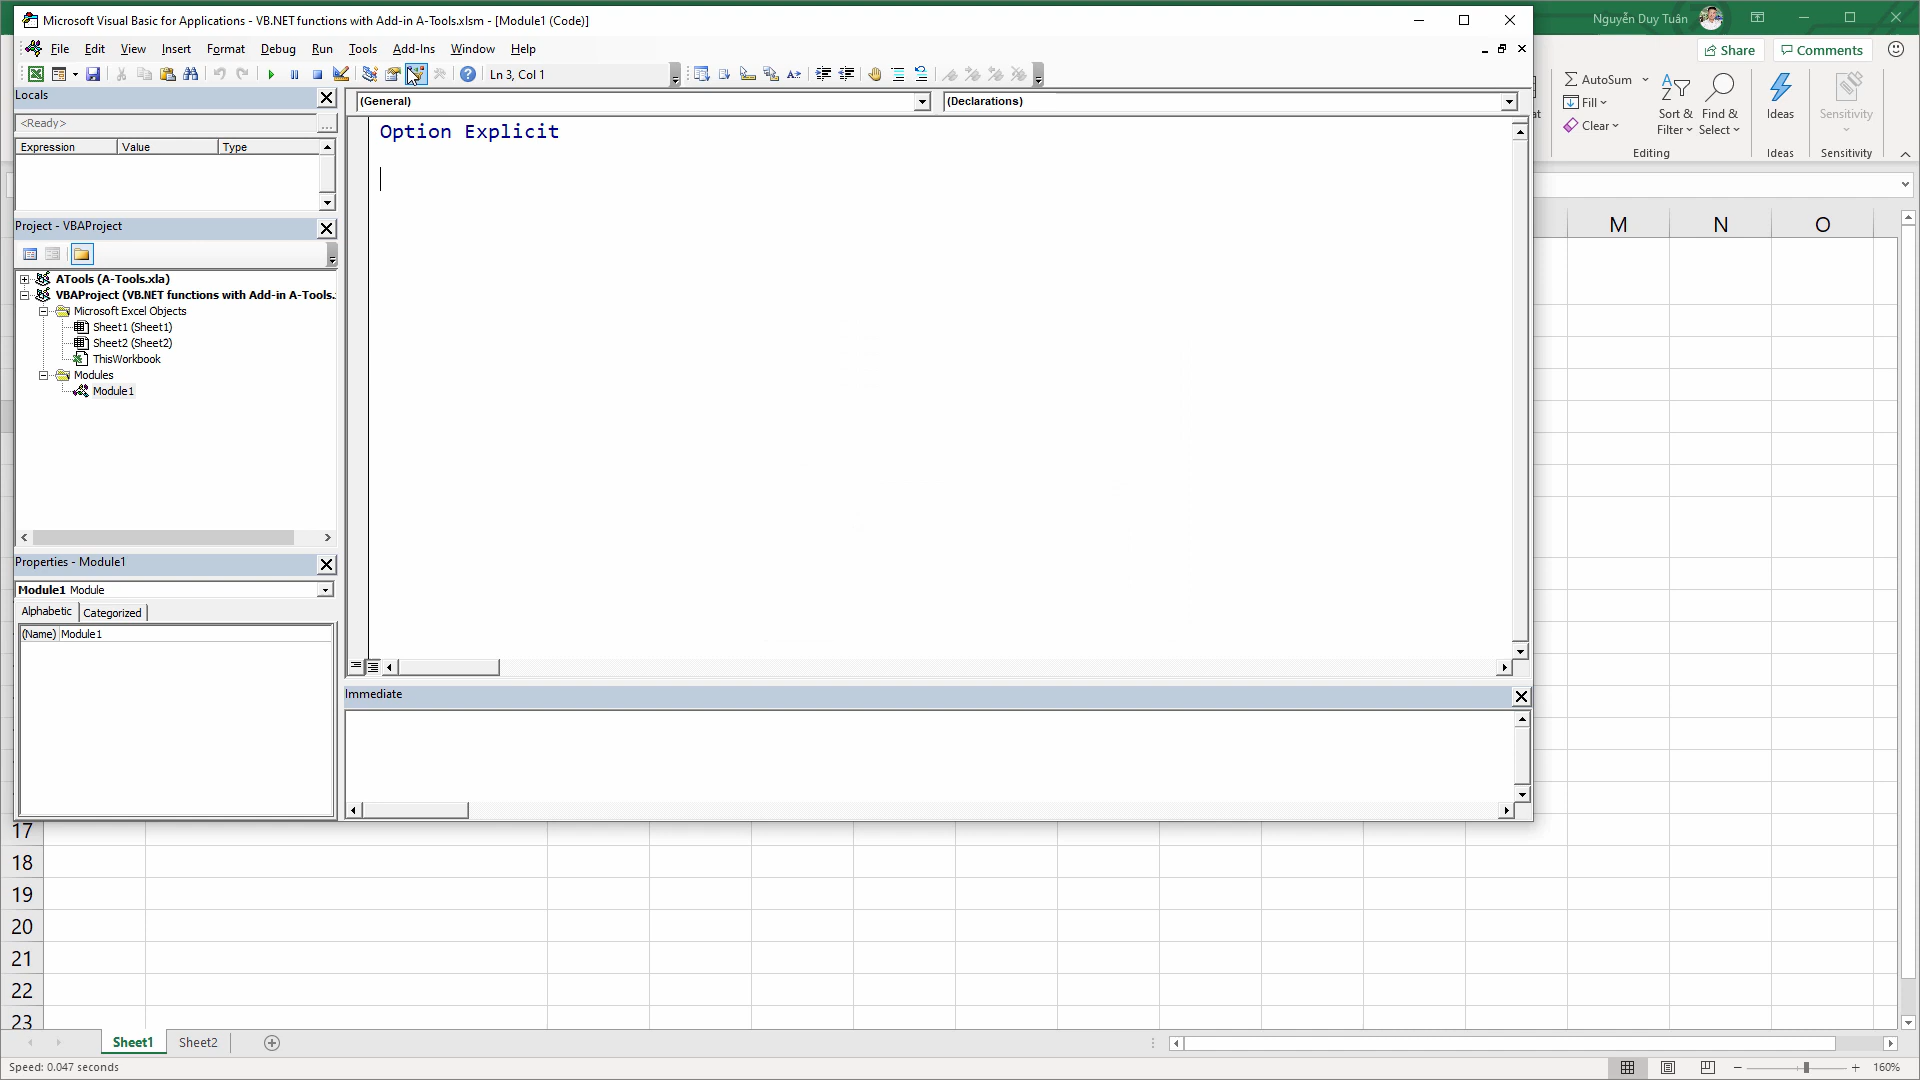 Microsoft Visual Basic for Applications - VB.NET functions with Add-in A-Tools.xlsm - [Module1 (Code)]
Nguyễn Duy Tuân
File Edit View Insert Format Debug Run Tools Add-Ins Window Help
Share Comments
Ln 3, Col 1
AutoSum
Fill
Clear
Sort & Filter
Find & Select
Ideas
Sensitivity
Editing
Ideas
Sensitivity
Locals
<Ready>
...
Expression Value Type
(General)
(Declarations)
Option Explicit
Project - VBAProject
ATools (A-Tools.xla)
VBAProject (VB.NET functions with Add-in A-Tools.
Microsoft Excel Objects
Sheet1 (Sheet1)
Sheet2 (Sheet2)
ThisWorkbook
Modules
Module1
M N O
Properties - Module1
Module1 Module
Alphabetic Categorized
(Name) Module1
Immediate
17
18
19
20
21
22
23
Sheet1 Sheet2
Speed: 0.047 seconds
160%